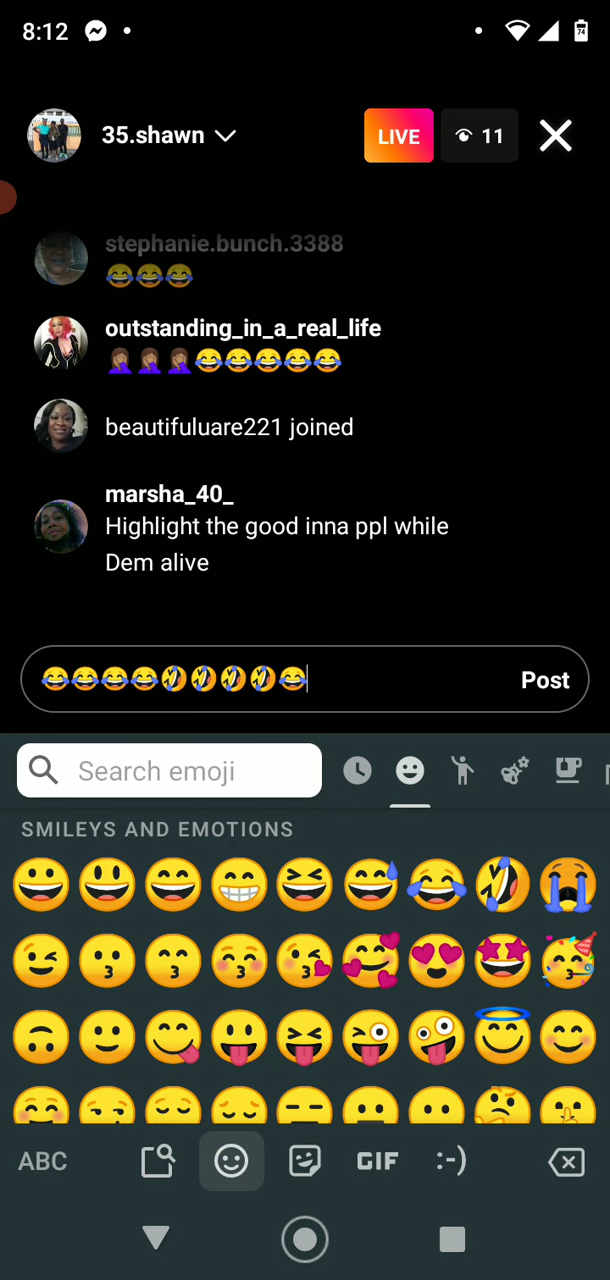 8:12
74
35.shawn
LIVE
11
stephanie.bunch.3388
😂😂😂
outstanding_in_a_real_life
🤦🏽‍♀️🤦🏽‍♀️🤦🏽‍♀️😂😂😂😂😂
beautifuluare221 joined
marsha_40_
Highlight the good inna ppl while
Dem alive
😂😂😂😂🤣🤣🤣🤣😂 Post
Search emoji
SMILEYS AND EMOTIONS
ABC
GIF
:-)